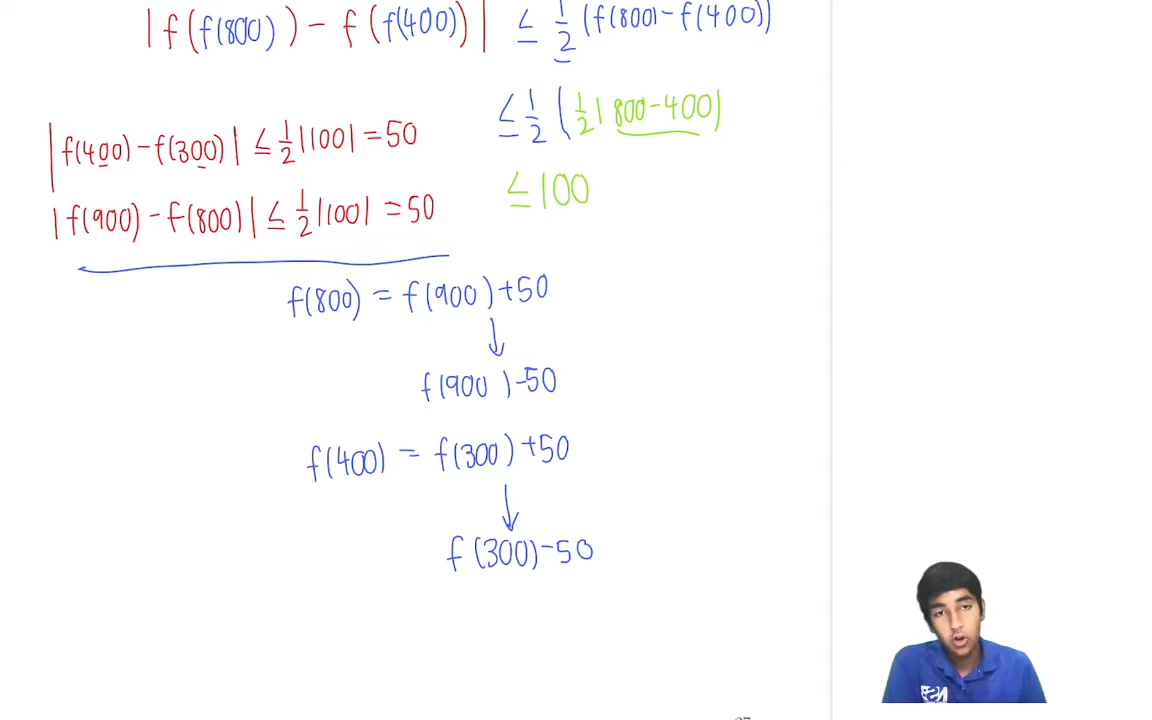 |f(f(800)) - f(f(400))| ≤ 1/2 (f(800) - f(400))
≤ 1/2 (1/2 |800 - 400)
≤ 100
|f(400) - f(300)| ≤ 1/2 |100| = 50
|f(900) - f(800)| ≤ 1/2 |100| = 50
f(800) = f(900) + 50
↓
f(900) - 50
f(400) = f(300) + 50
↓
f(300) - 50